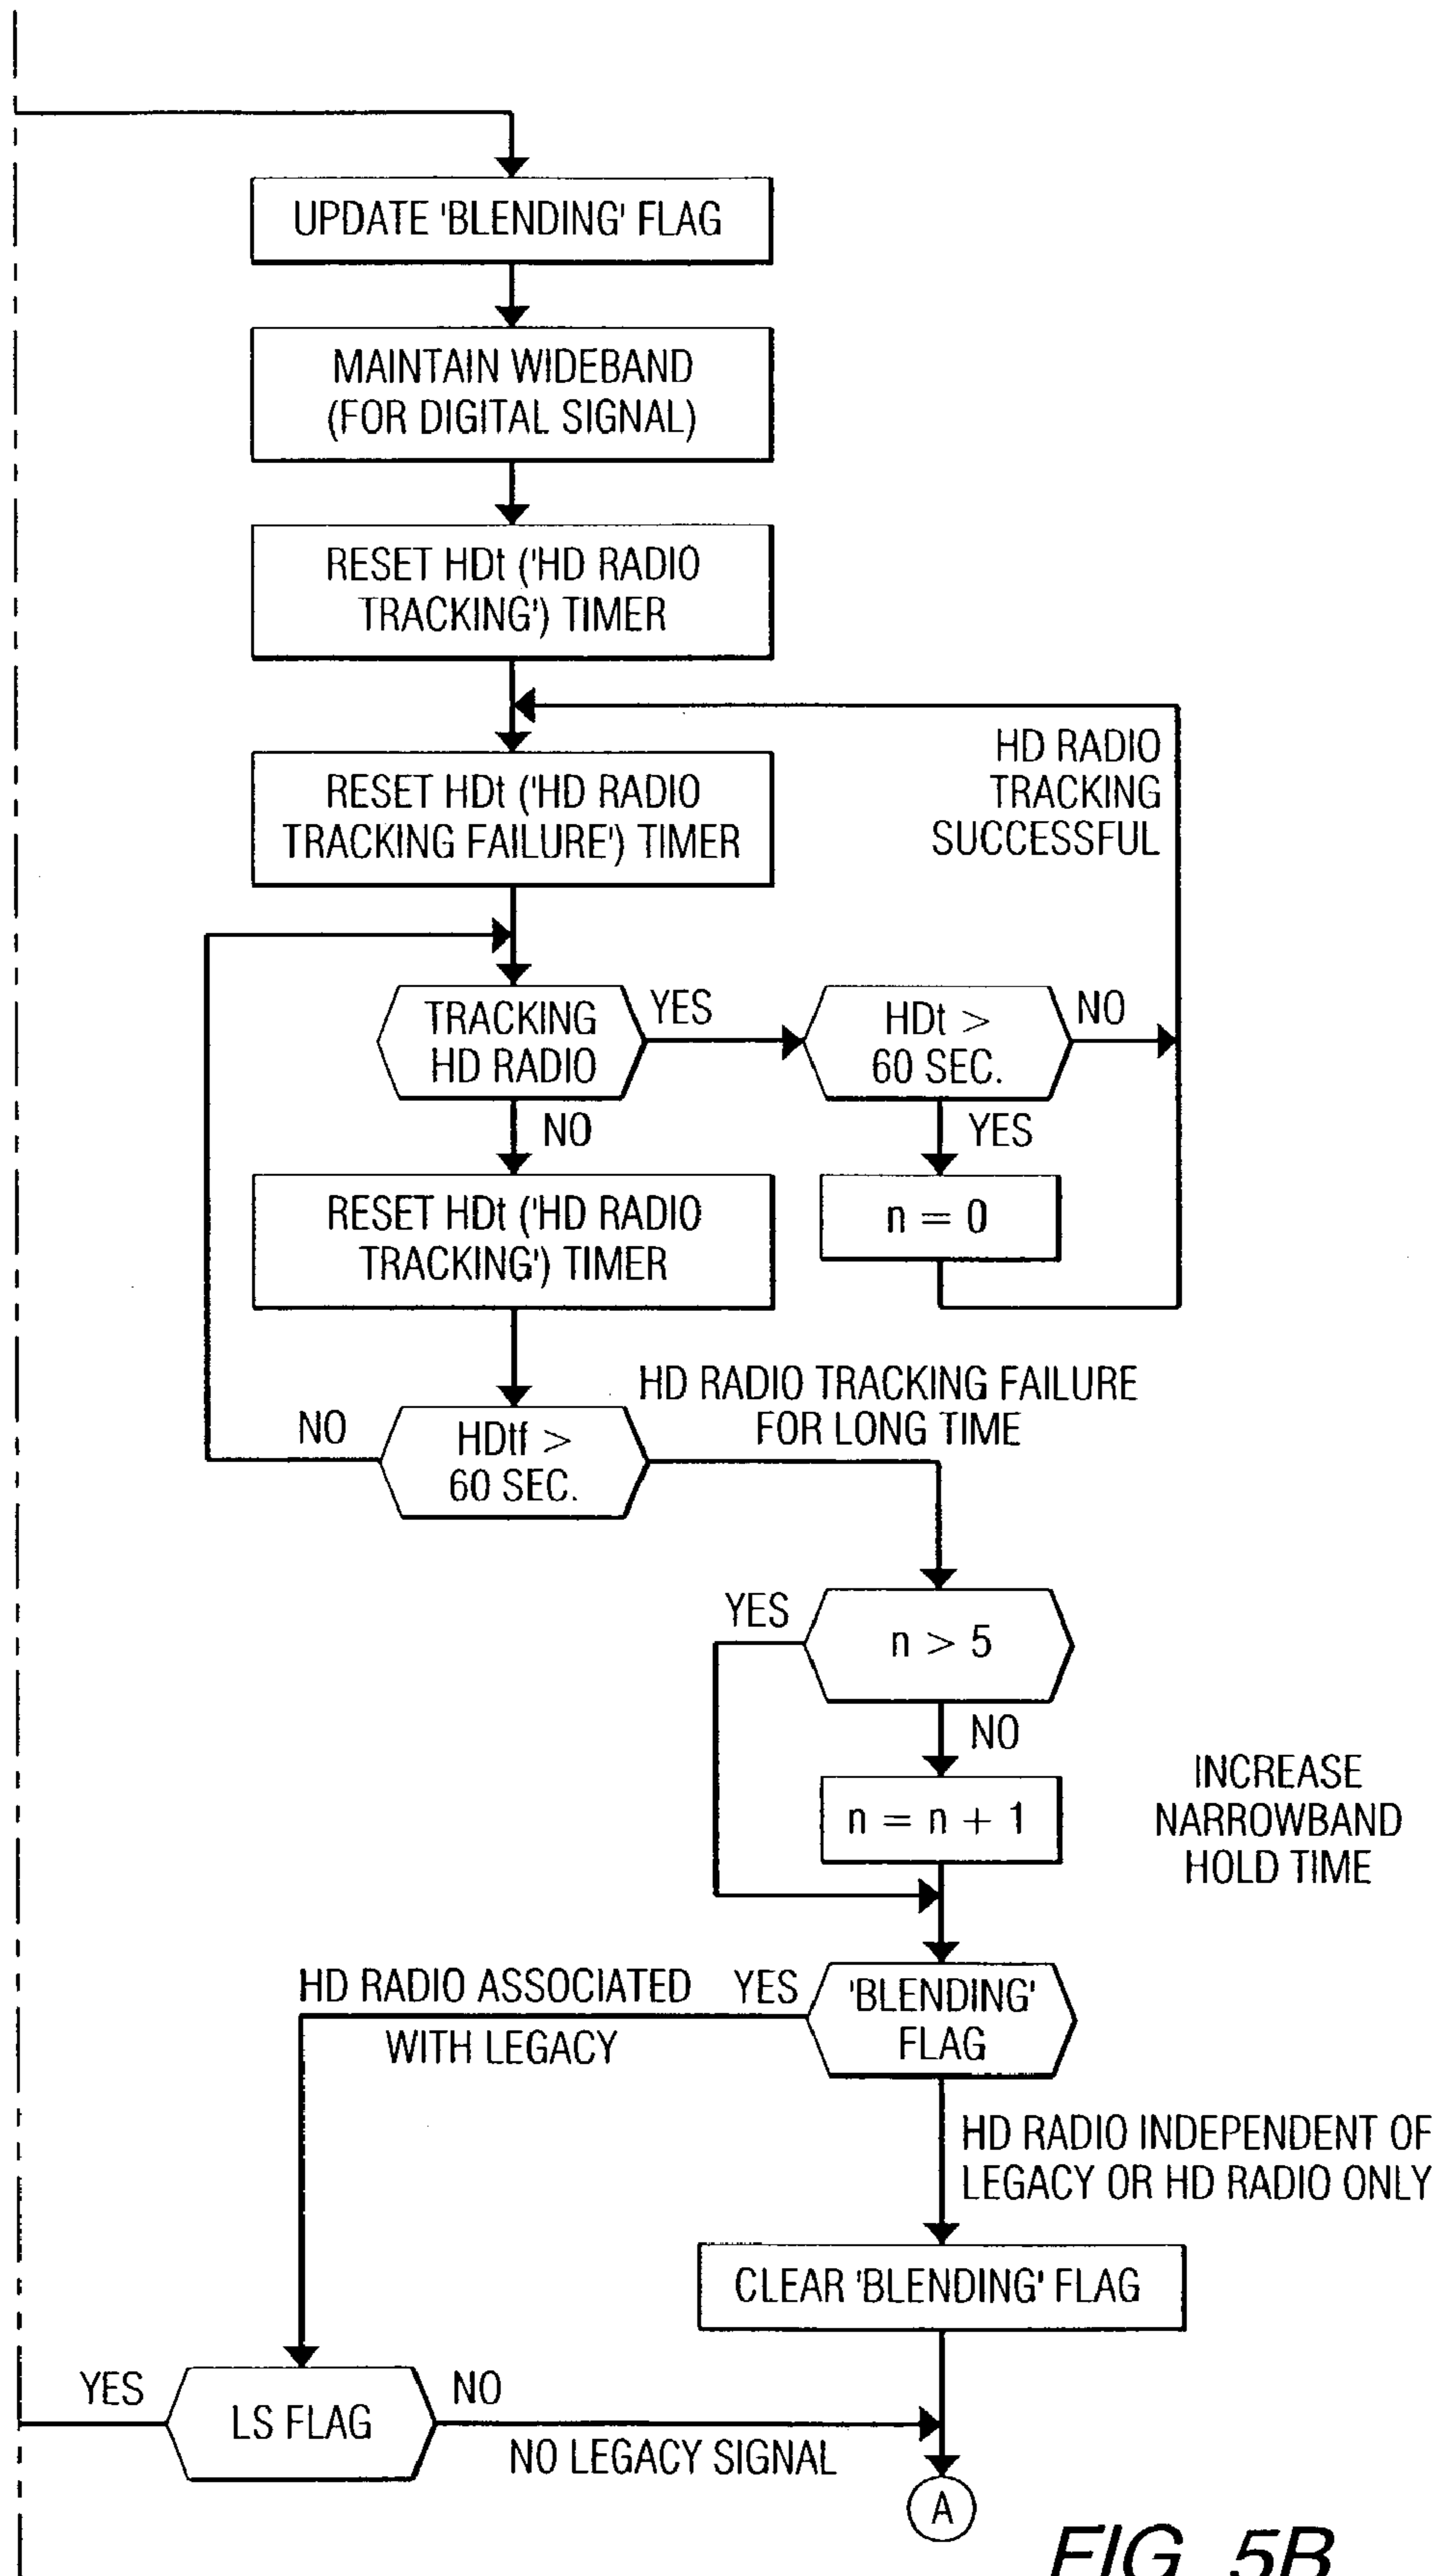 UPDATE 'BLENDING' FLAG
MAINTAIN WIDEBAND
(FOR DIGITAL SIGNAL)
RESET HDt ('HD RADIO
TRACKING') TIMER
HD RADIO
TRACKING
SUCCESSFUL
RESET HDt ('HD RADIO
TRACKING FAILURE') TIMER
TRACKING
HD RADIO
YES
HDt >
60 SEC.
NO
NO
YES
RESET HDt ('HD RADIO
TRACKING') TIMER
n = 0
HD RADIO TRACKING FAILURE
FOR LONG TIME
NO
HDtf >
60 SEC.
YES
n > 5
NO
n = n + 1
INCREASE
NARROWBAND
HOLD TIME
HD RADIO ASSOCIATED
WITH LEGACY
YES
'BLENDING'
FLAG
HD RADIO INDEPENDENT OF
LEGACY OR HD RADIO ONLY
CLEAR 'BLENDING' FLAG
YES
LS FLAG
NO
NO LEGACY SIGNAL
A
FIG. 5B